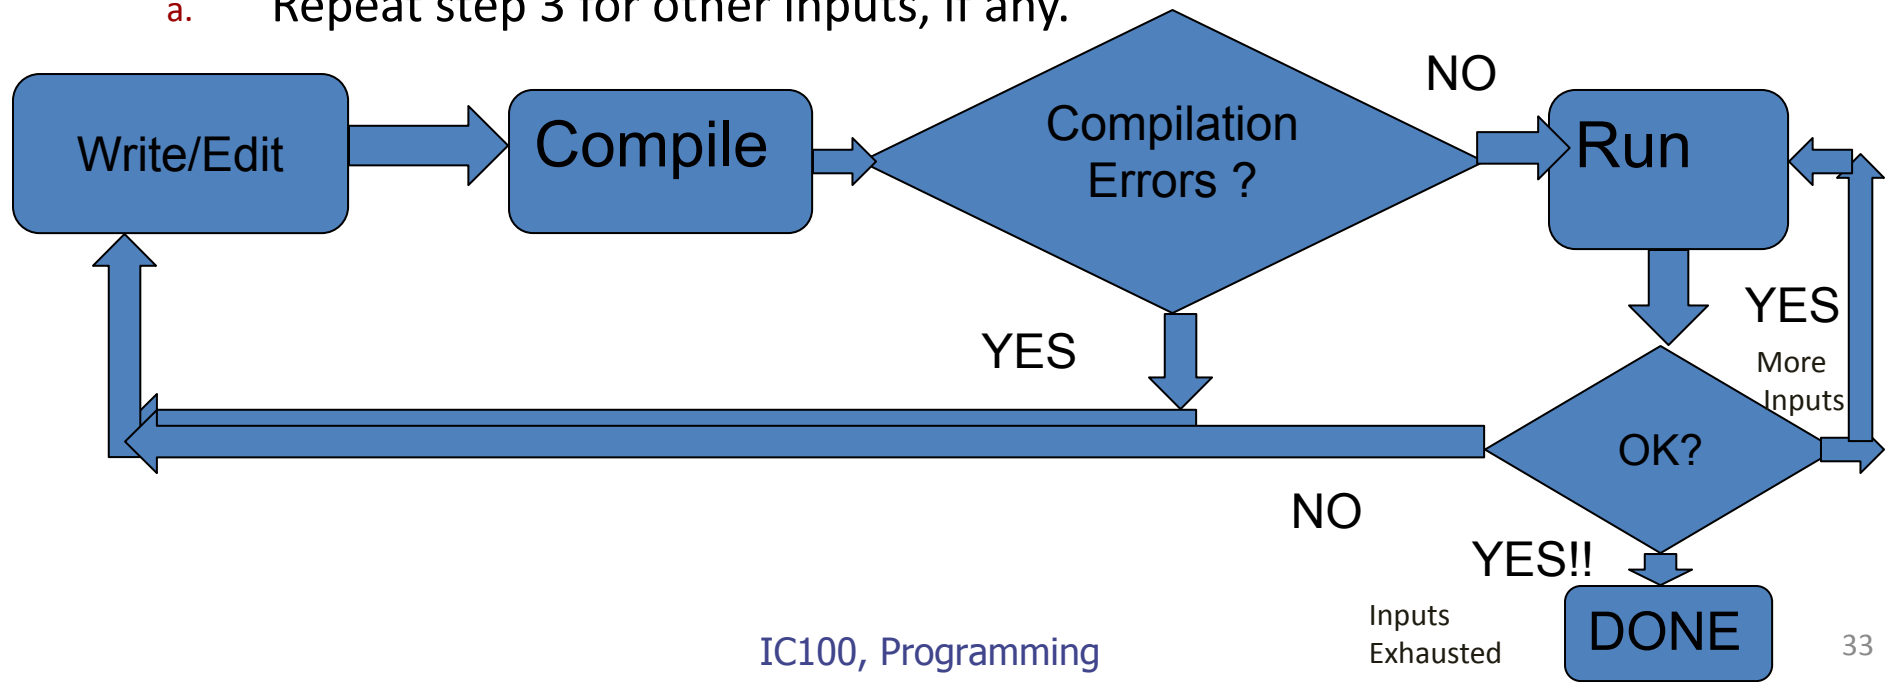 a. Repeat step 3 for other inputs, if any.
Write/Edit
Compile
Compilation
Errors ?
NO
Run
YES
YES
More
Inputs
OK?
NO
YES!!
Inputs
Exhausted
DONE
IC100, Programming
33